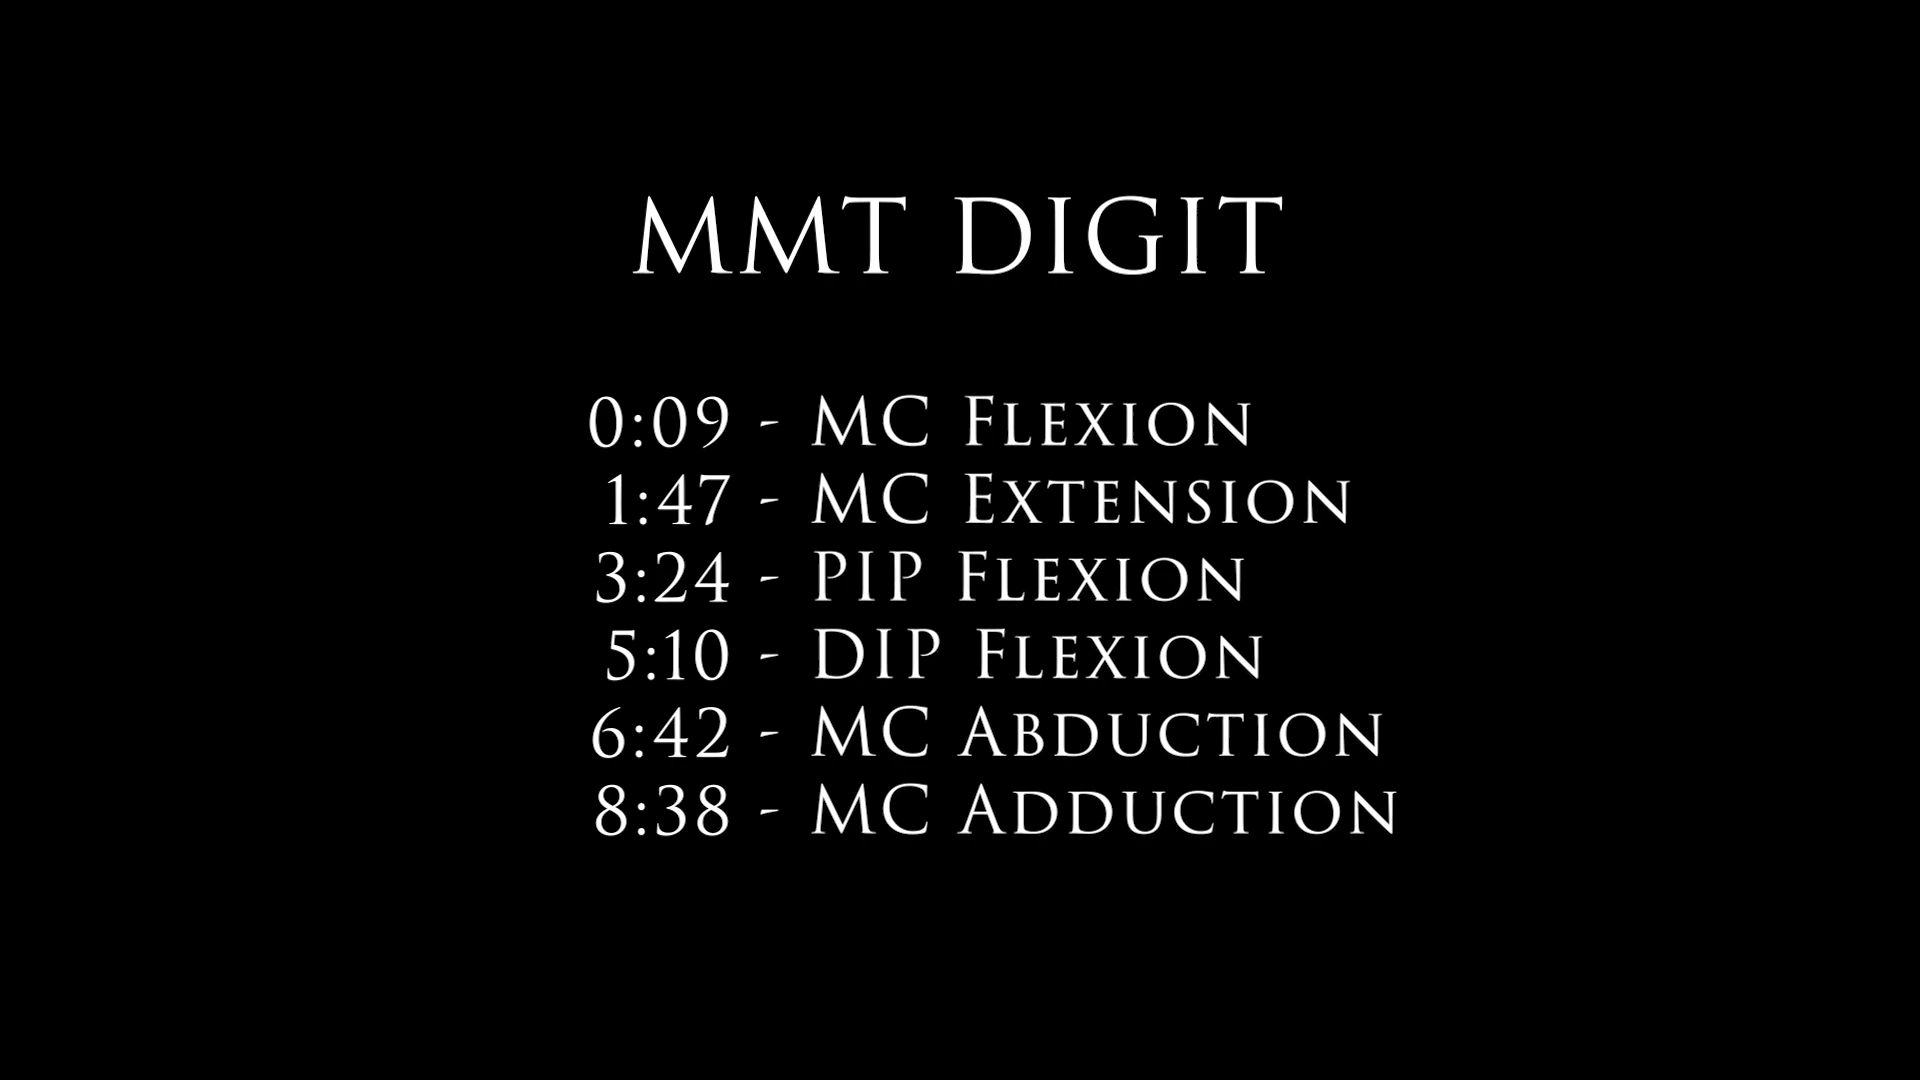 MMT DIGIT
0:09 - MC Flexion
1:47 - MC Extension
3:24 - PIP Flexion
5:10 - DIP Flexion
6:42 - MC Abduction
8:38 - MC Adduction